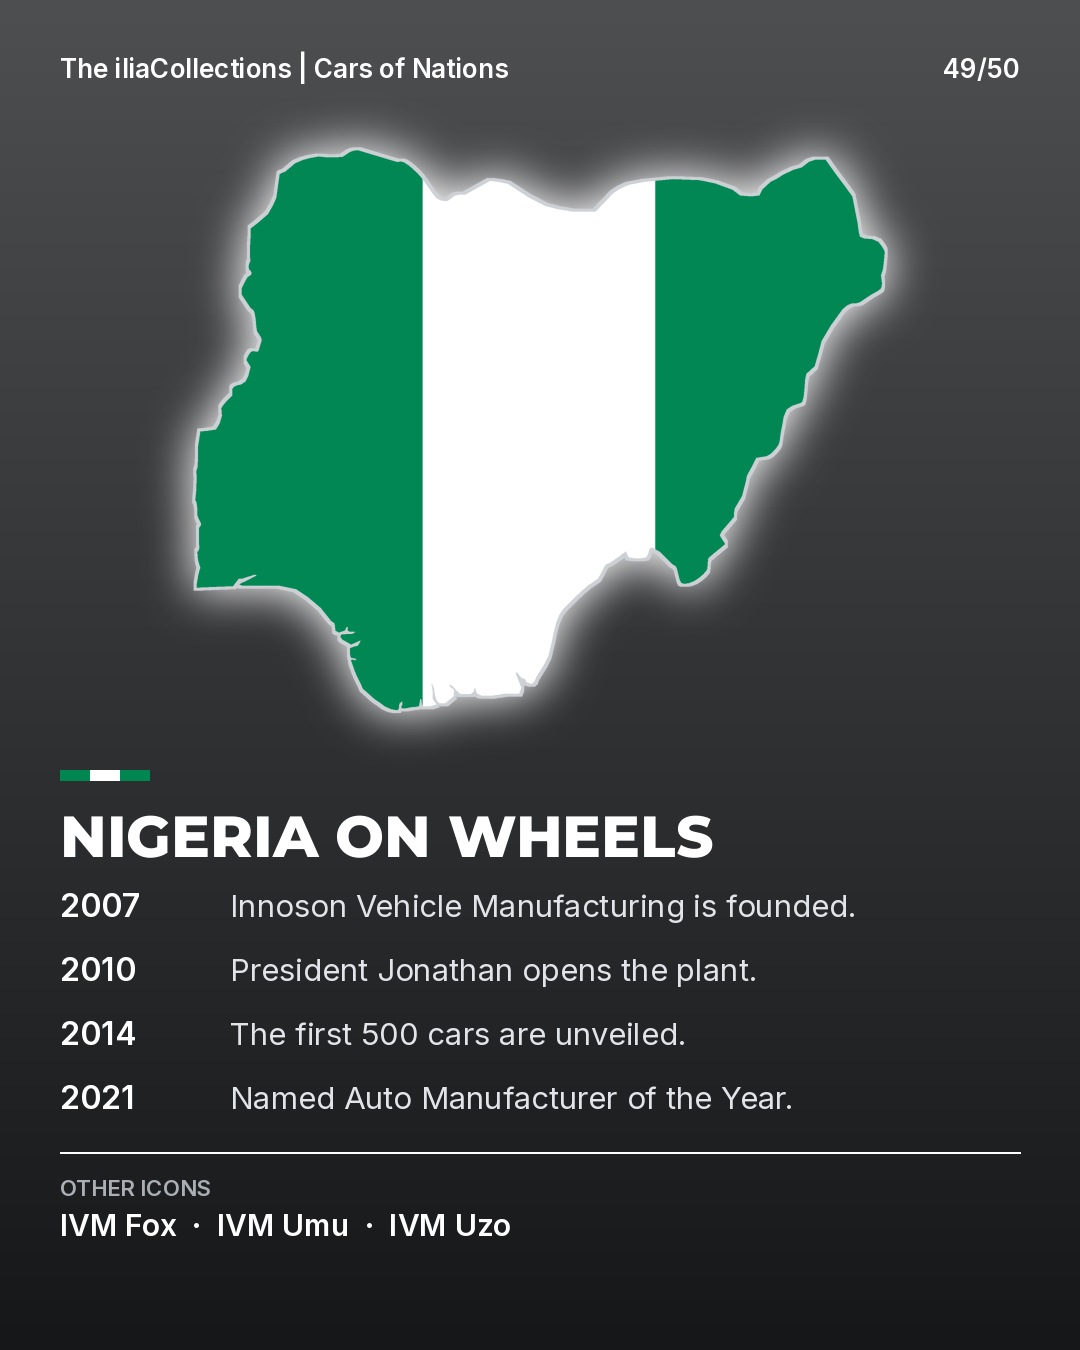 The iliaCollections | Cars of Nations 49/50
NIGERIA ON WHEELS
2007 Innoson Vehicle Manufacturing is founded.
2010 President Jonathan opens the plant.
2014 The first 500 cars are unveiled.
2021 Named Auto Manufacturer of the Year.
OTHER ICONS
IVM Fox · IVM Umu · IVM Uzo